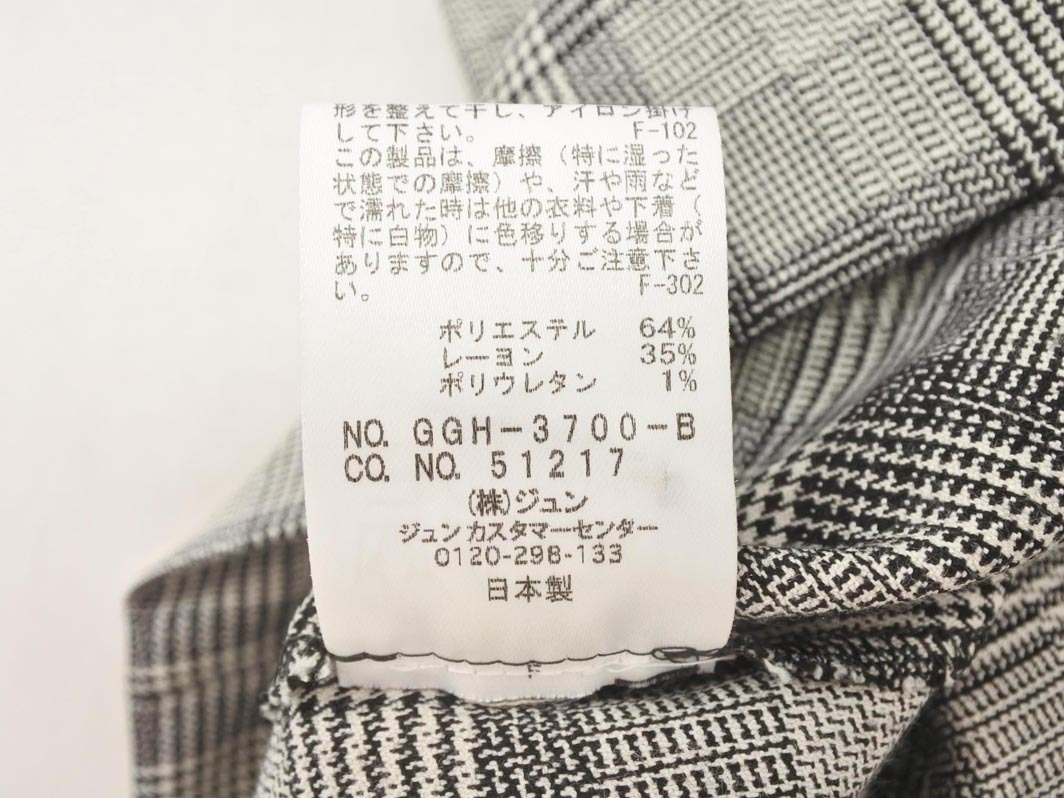 形を整えて干し、アイロン掛け
して下さい。 F-102
この製品は、摩擦（特に湿った
状態での摩擦）や、汗や雨など
で濡れた時は他の衣料や下着（
特に白物）に色移りする場合が
ありますので、十分ご注意下さ
い。 F-302
ポリエステル 64%
レーヨン 35%
ポリウレタン 1%
NO. GGH-3700-B
CO. NO. 51217
(株)ジュン
ジュンカスタマーセンター
0120-298-133
日本製